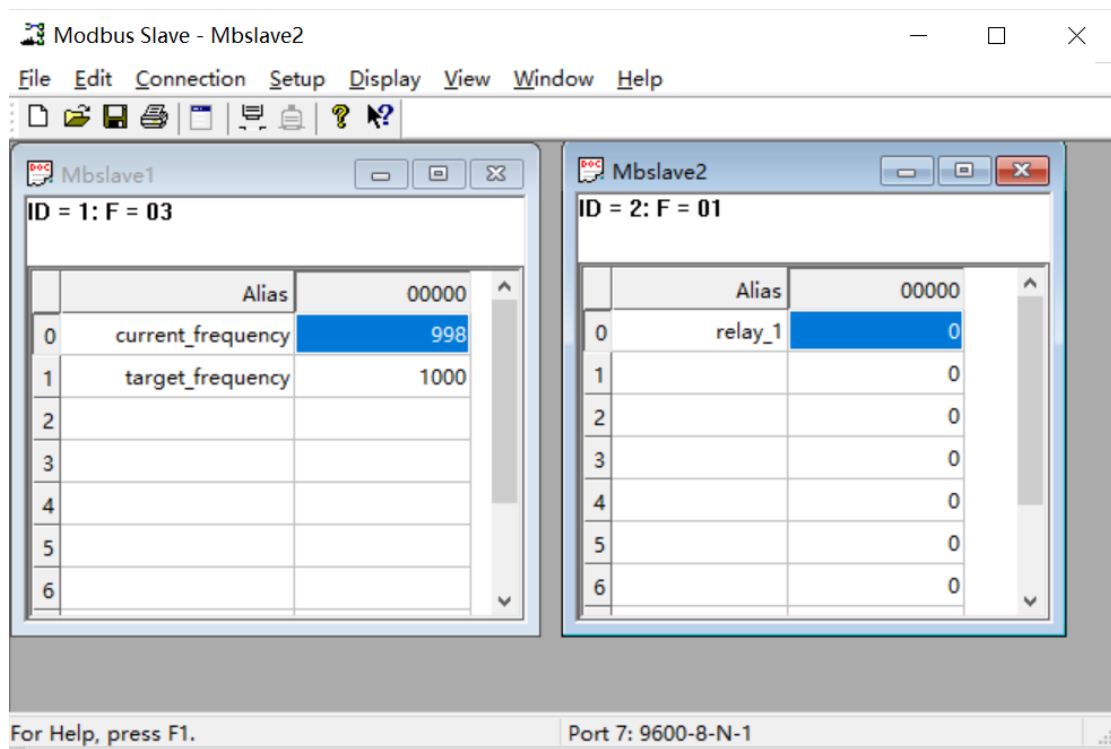 Modbus Slave - Mbslave2
File Edit Connection Setup Display View Window Help
Mbslave1
ID = 1: F = 03
Alias 00000
0 current_frequency 998
1 target_frequency 1000
2
3
4
5
6
Mbslave2
ID = 2: F = 01
Alias 00000
0 relay_1 0
1 0
2 0
3 0
4 0
5 0
6 0
For Help, press F1. Port 7: 9600-8-N-1